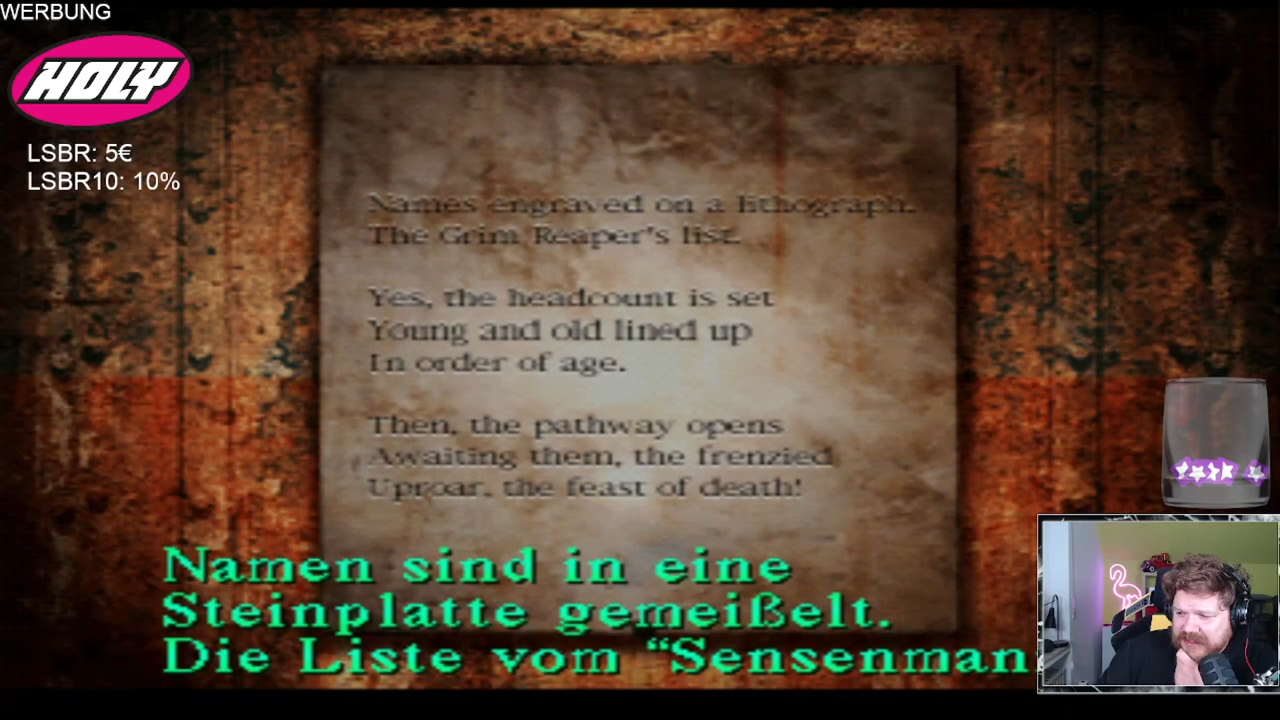 WERBUNG
HOLY
LSBR: 5€
LSBR10: 10%
Names engraved on a lithograph.
The Grim Reaper's list.
Yes, the headcount is set
Young and old lined up
In order of age.
Then, the pathway opens
Awaiting them, the frenzied
Uproar, the feast of death!
Namen sind in eine
Steinplatte gemeißelt.
Die Liste vom “Sensenman